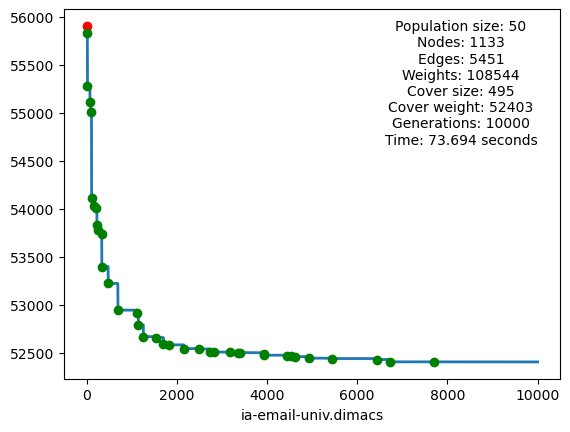 56000
55500
55000
54500
54000
53500
53000
52500
Population size: 50
Nodes: 1133
Edges: 5451
Weights: 108544
Cover size: 495
Cover weight: 52403
Generations: 10000
Time: 73.694 seconds
0 2000 4000 6000 8000 10000
ia-email-univ.dimacs